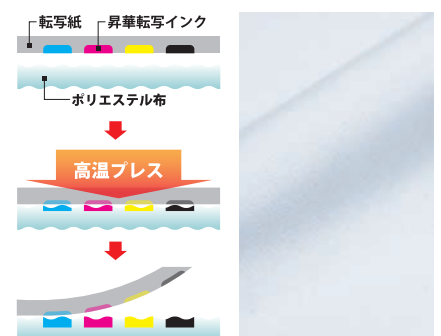 転写紙
昇華転写インク
ポリエステル布
高温プレス